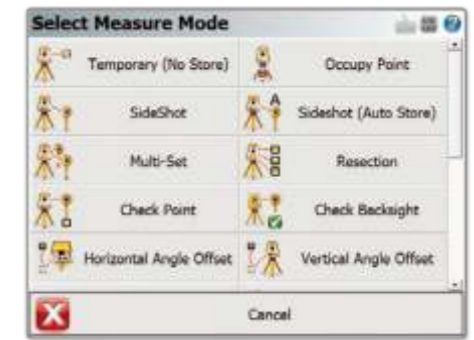 Select Measure Mode
Temporary (No Store)
Occupy Point
SideShot
Sideshot (Auto Store)
Multi-Set
Resection
Check Point
Check Backsight
Horizontal Angle Offset
Vertical Angle Offset
Cancel